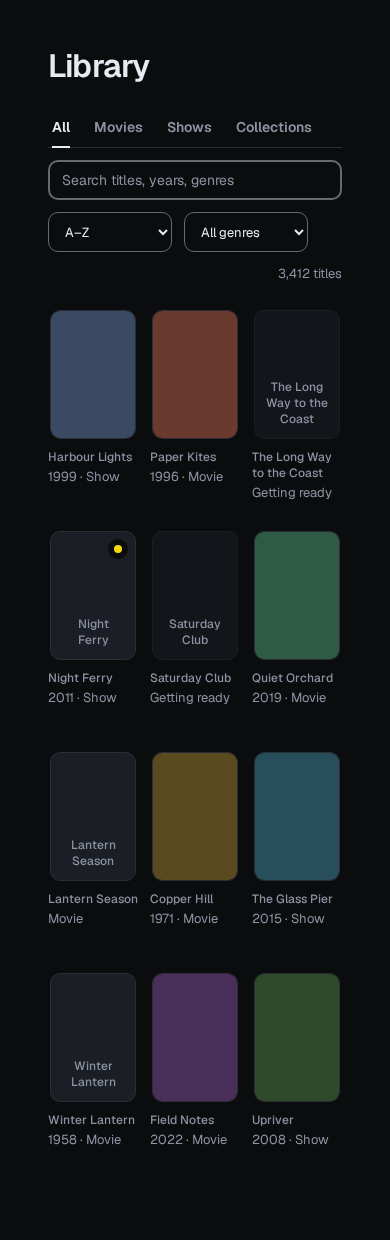 Library
All Movies Shows Collections
Search titles, years, genres
A–Z All genres
3,412 titles
The Long
Way to the
Coast
Harbour Lights
1999 · Show
Paper Kites
1996 · Movie
The Long Way
to the Coast
Getting ready
Night
Ferry
Saturday
Club
Night Ferry
2011 · Show
Saturday Club
Getting ready
Quiet Orchard
2019 · Movie
Lantern
Season
Lantern Season
Movie
Copper Hill
1971 · Movie
The Glass Pier
2015 · Show
Winter
Lantern
Winter Lantern
1958 · Movie
Field Notes
2022 · Movie
Upriver
2008 · Show